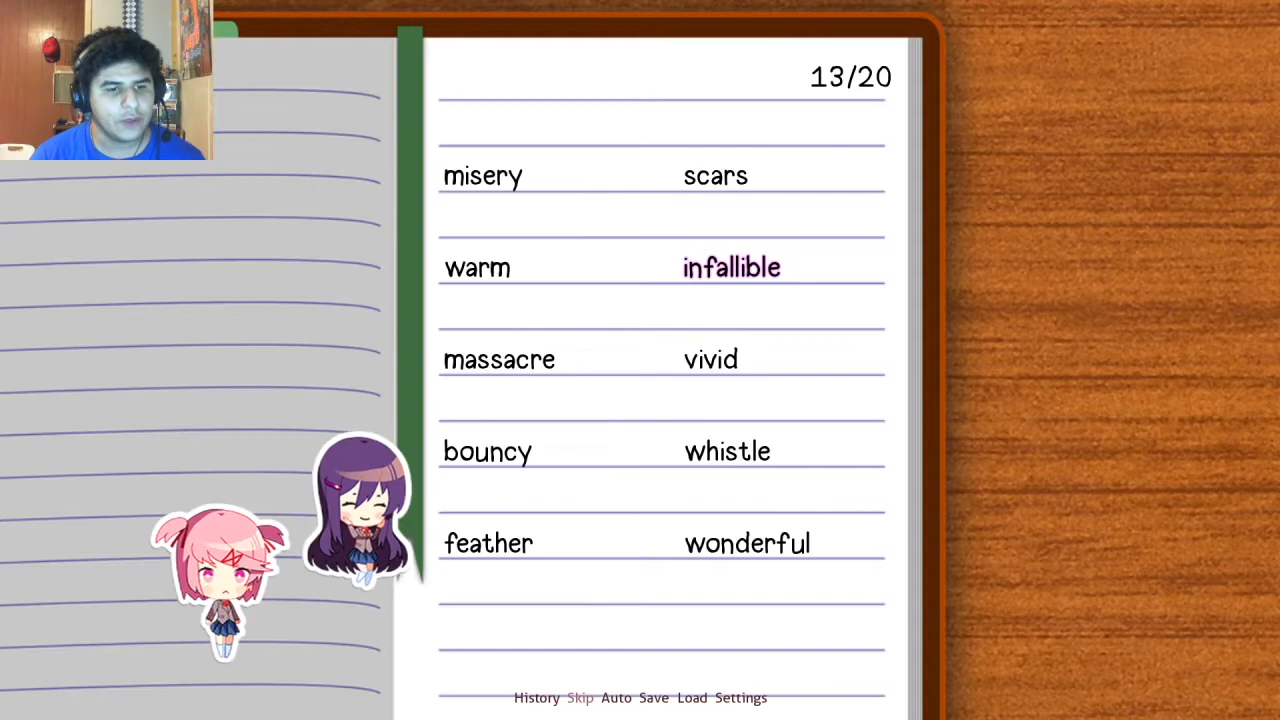 13/20
misery scars
warm infallible
massacre vivid
bouncy whistle
feather wonderful
History Skip Auto Save Load Settings